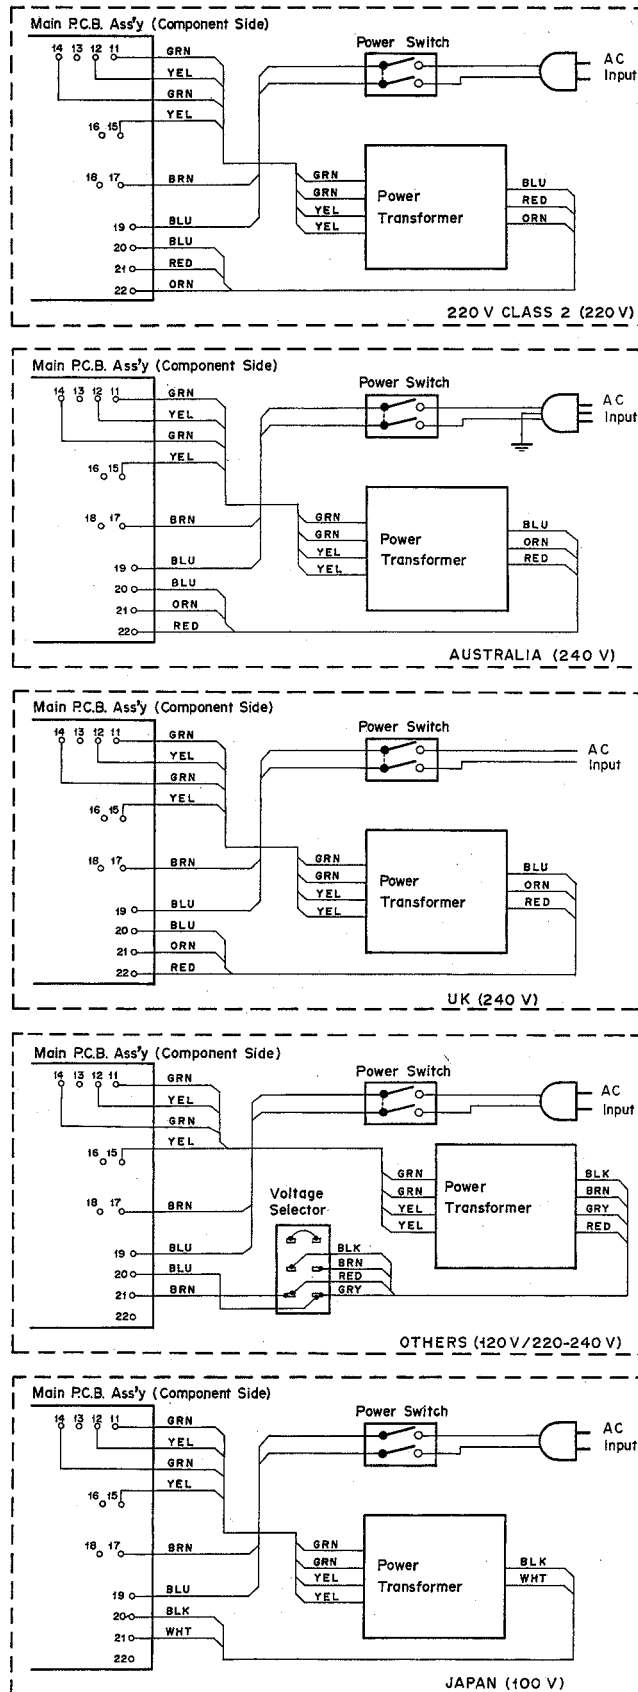 Main P.C.B. Ass'y (Component Side)
Power Switch
AC
Input
14 13 12 11
GRN
YEL
GRN
YEL
16 15
18 17
BRN
GRN
GRN
YEL
YEL
Power
Transformer
BLU
RED
ORN
19 BLU
20 BLU
21 RED
22 ORN
220 V CLASS 2 (220 V)
Main P.C.B. Ass'y (Component Side)
Power Switch
AC
Input
14 13 12 11
GRN
YEL
GRN
YEL
16 15
18 17
BRN
GRN
GRN
YEL
YEL
Power
Transformer
BLU
ORN
RED
19 BLU
20 BLU
21 ORN
22 RED
AUSTRALIA (240 V)
Main P.C.B. Ass'y (Component Side)
Power Switch
AC
Input
14 13 12 11
GRN
YEL
GRN
YEL
16 15
18 17
BRN
GRN
GRN
YEL
YEL
Power
Transformer
BLU
ORN
RED
19 BLU
20 BLU
21 ORN
22 RED
UK (240 V)
Main P.C.B. Ass'y (Component Side)
Power Switch
AC
Input
14 13 12 11
GRN
YEL
GRN
YEL
16 15
18 17
BRN
Voltage
Selector
GRN
GRN
YEL
YEL
Power
Transformer
BLK
BRN
GRY
RED
19 BLU
20 BLU
21 BRN
22
BLK
BRN
RED
GRY
OTHERS (120 V/220-240 V)
Main P.C.B. Ass'y (Component Side)
Power Switch
AC
Input
14 13 12 11
GRN
YEL
GRN
YEL
16 15
18 17
BRN
GRN
GRN
YEL
YEL
Power
Transformer
BLK
WHT
19 BLU
20 BLK
21 WHT
22
JAPAN (100 V)